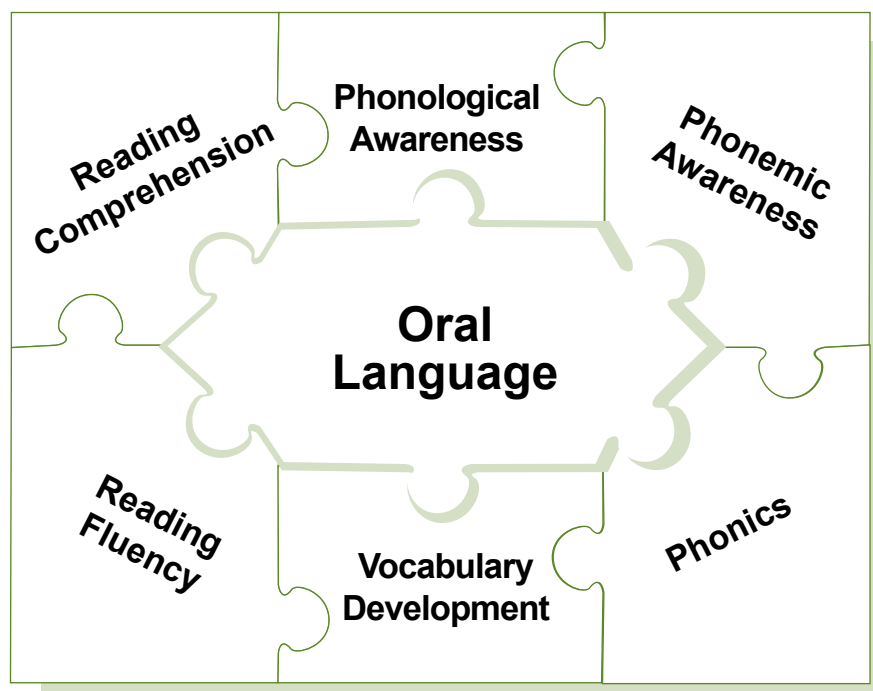 Reading
Comprehension
Phonological
Awareness
Phonemic
Awareness
Oral
Language
Reading
Fluency
Vocabulary
Development
Phonics